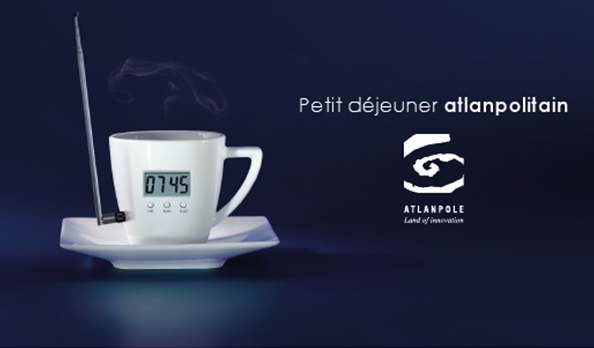 Petit déjeuner atlanpolitain
07 45
ATLANPOLE
Land of innovation